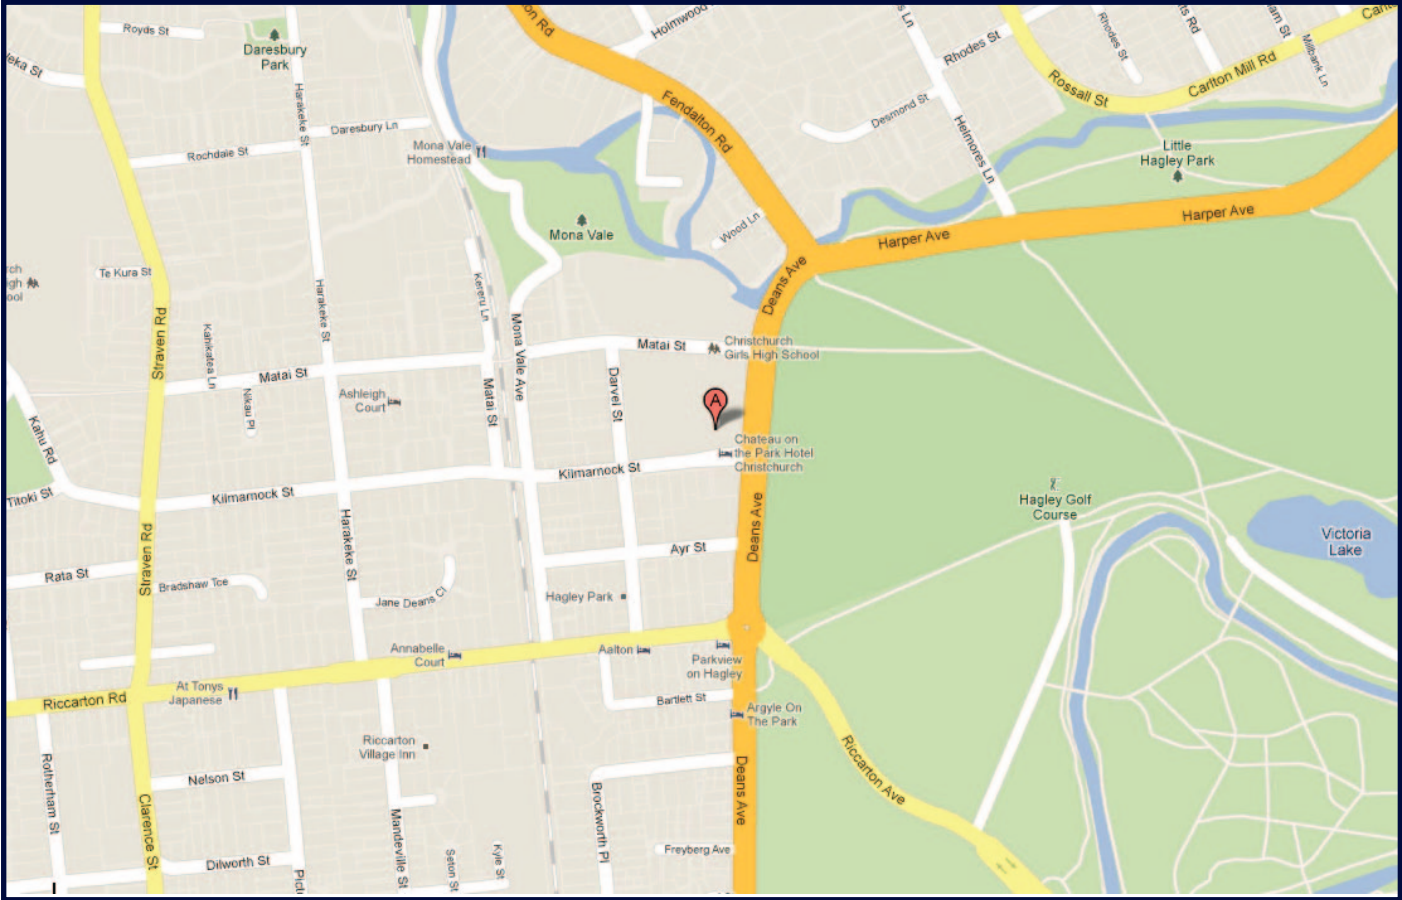 Royds St
Daresbury
Park
Holmwood
Rhodes St
Rhodes St
Millbank Ln
Rossall St
Carlton Mill Rd
Harakeke St
Daresbury Ln
Rochdale St
Mona Vale
Homestead
Fendalton Rd
Desmond St
Helmores Ln
Little
Hagley Park
Harper Ave
Harper Ave
Wood Ln
Mona Vale
Te Kura St
Kereru Ln
Deans Ave
Harakeke St
Straven Rd
Kahikatea Ln
Mona Vale Ave
Matai St
Christchurch
Girls High School
Matai St
Nikau Pl
Ashleigh
Court
Matai St
Darvel St
A
Kahu Rd
Chateau on
the Park Hotel
Christchurch
Kilmarnock St
Titoki St
Kilmarnock St
Hagley Golf
Course
Victoria
Lake
Straven Rd
Harakeke St
Deans Ave
Ayr St
Rata St
Bradshaw Tce
Jane Deans Cl
Hagley Park
Annabelle
Court
Aalton
Parkview
on Hagley
At Tonys
Japanese
Riccarton Rd
Bartlett St
Argyle On
The Park
Riccarton
Village Inn
Riccarton Ave
Nelson St
Rotherham St
Clarence St
Mandeville St
Brockworth Pl
Deans Ave
Dilworth St
Seton St
Kyle St
Freyberg Ave